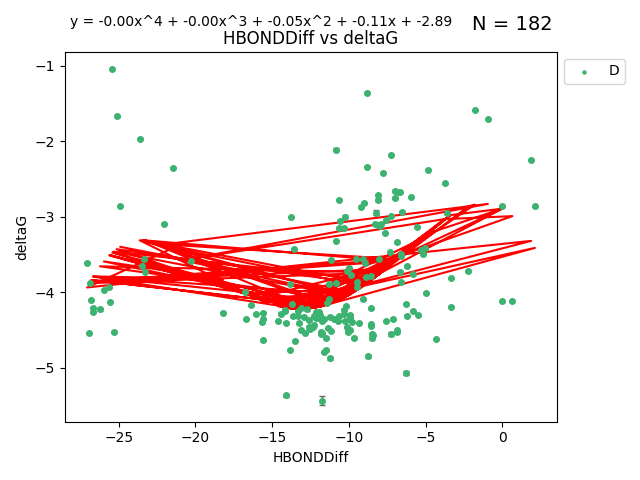 y = -0.00x^4 + -0.00x^3 + -0.05x^2 + -0.11x + -2.89
N = 182
HBONDDiff vs deltaG
D
−1
−2
−3
−4
−5
deltaG
−25
−20
−15
−10
−5
0
HBONDDiff